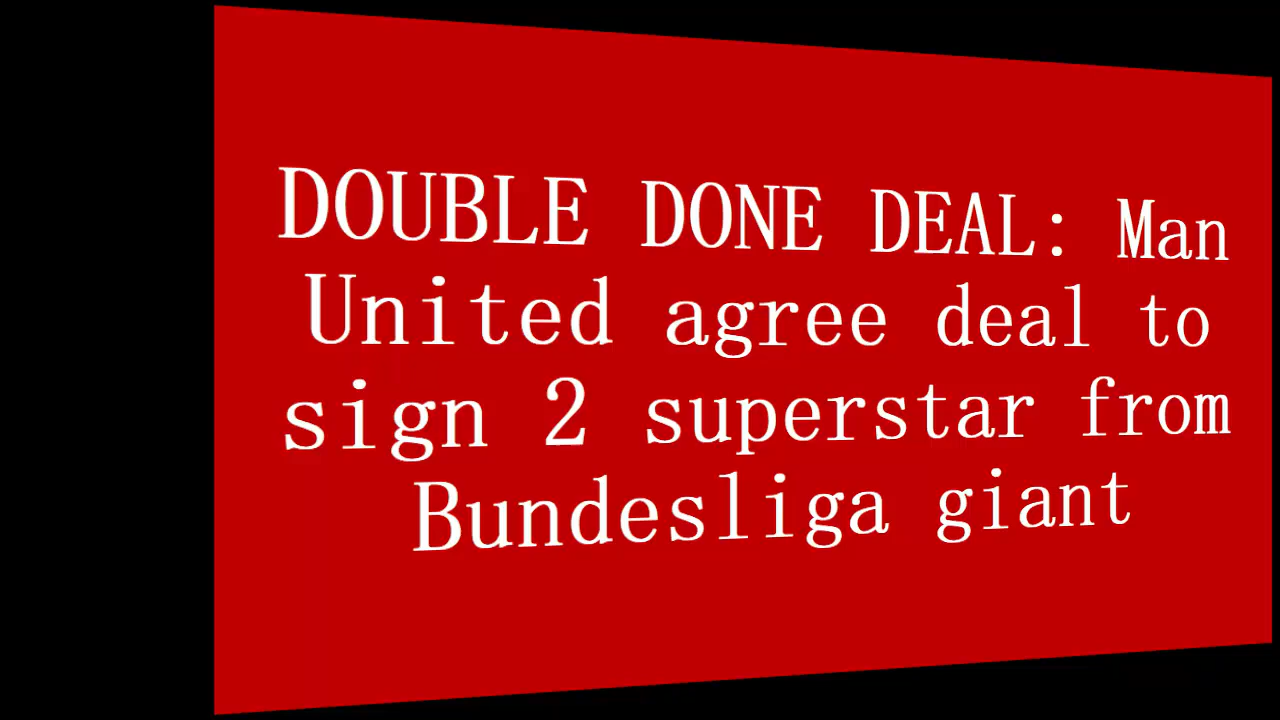 DOUBLE DONE DEAL: Man
United agree deal to
sign 2 superstar from
Bundesliga giant